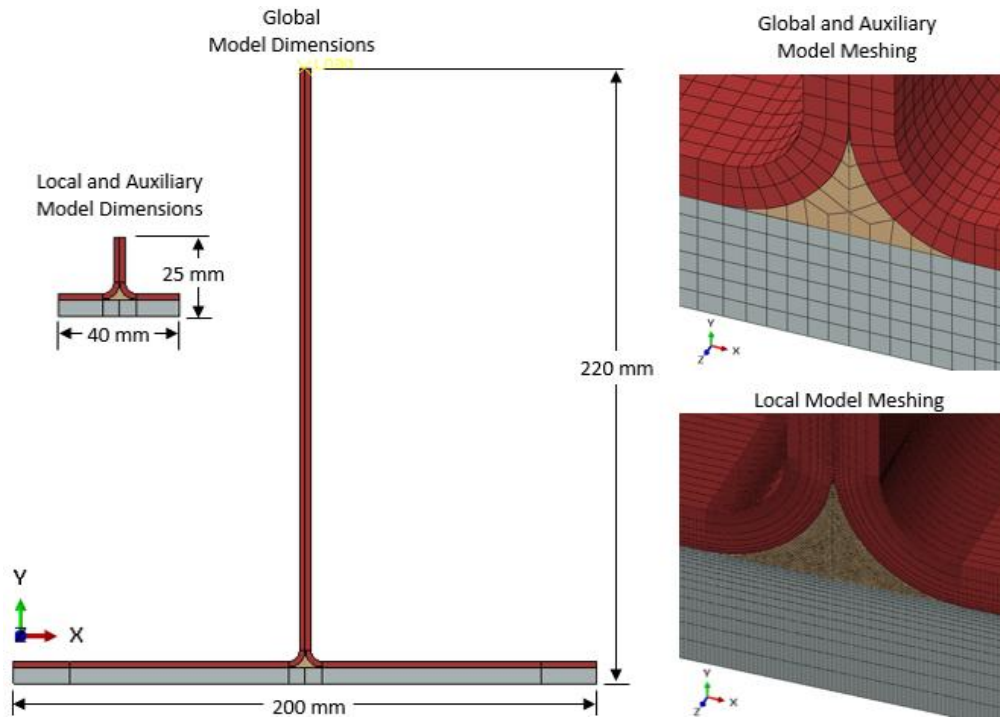 Global
Model Dimensions
Local and Auxiliary
Model Dimensions
25 mm
40 mm
220 mm
Y
X
200 mm
Global and Auxiliary
Model Meshing
Y
X
Z
Local Model Meshing
Y
X
Z